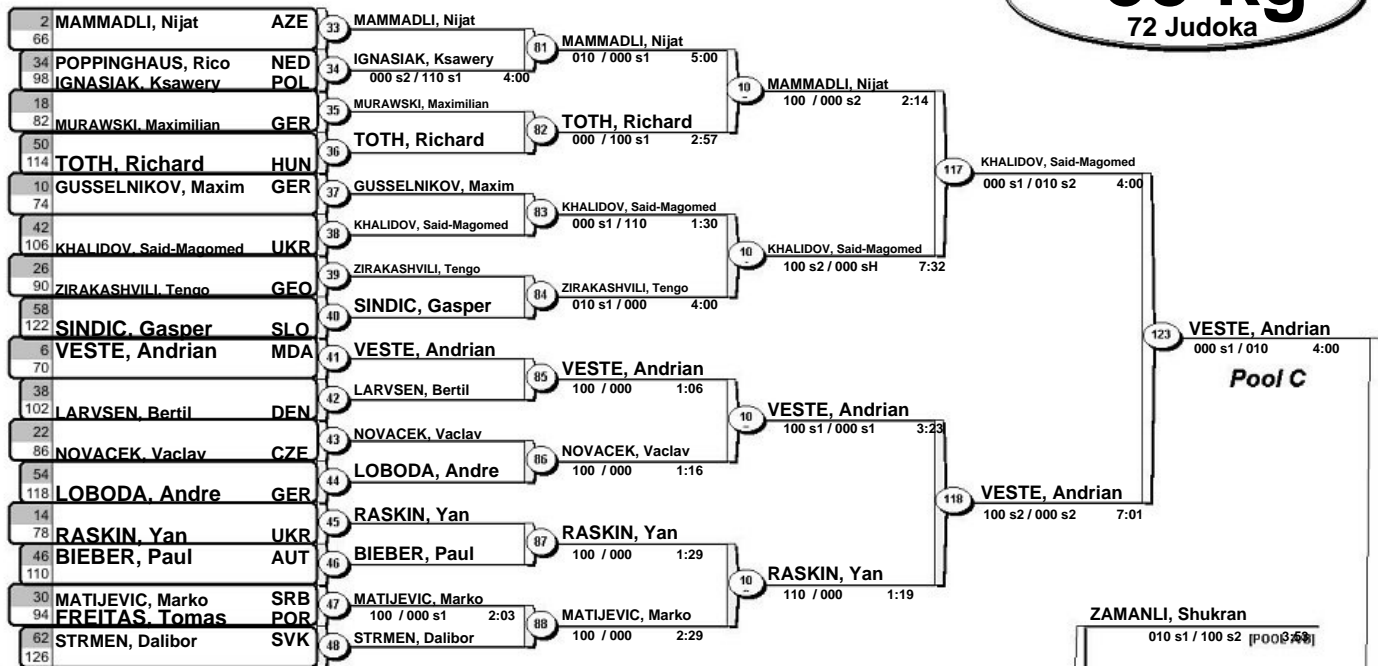 72 Judoka
2 MAMMADLI, Nijat AZE
66
34 POPPINGHAUS, Rico NED
98 IGNASIAK, Ksawery POL
18
82 MURAWSKI, Maximilian GER
50
114 TOTH, Richard HUN
10 GUSSELNIKOV, Maxim GER
74
42
106 KHALIDOV, Said-Magomed UKR
26
90 ZIRAKASHVILI, Tengo GEO
58
122 SINDIC, Gasper SLO
6 VESTE, Andrian MDA
70
38
102 LARVSEN, Bertil DEN
22
86 NOVACEK, Vaclav CZE
54
118 LOBODA, Andre GER
14
78 RASKIN, Yan UKR
46 BIEBER, Paul AUT
110
30 MATIJEVIC, Marko SRB
94 FREITAS, Tomas POR
62 STRMEN, Dalibor SVK
126
33 MAMMADLI, Nijat
34 IGNASIAK, Ksawery
000 s2 / 110 s1 4:00
35 MURAWSKI, Maximilian
36 TOTH, Richard
37 GUSSELNIKOV, Maxim
38 KHALIDOV, Said-Magomed
39 ZIRAKASHVILI, Tengo
40 SINDIC, Gasper
41 VESTE, Andrian
42 LARVSEN, Bertil
43 NOVACEK, Vaclav
44 LOBODA, Andre
45 RASKIN, Yan
46 BIEBER, Paul
47 MATIJEVIC, Marko
100 / 000 s1 2:03
48 STRMEN, Dalibor
81 MAMMADLI, Nijat
010 / 000 s1 5:00
82 TOTH, Richard
000 / 100 s1 2:57
83 KHALIDOV, Said-Magomed
000 s1 / 110 1:30
84 ZIRAKASHVILI, Tengo
010 s1 / 000 4:00
85 VESTE, Andrian
100 / 000 1:06
86 NOVACEK, Vaclav
100 / 000 1:16
87 RASKIN, Yan
100 / 000 1:29
88 MATIJEVIC, Marko
100 / 000 2:29
10 MAMMADLI, Nijat
100 / 000 s2 2:14
10 KHALIDOV, Said-Magomed
100 s2 / 000 sH 7:32
10 VESTE, Andrian
100 s1 / 000 s1 3:23
10 RASKIN, Yan
110 / 000 1:19
117 KHALIDOV, Said-Magomed
000 s1 / 010 s2 4:00
118 VESTE, Andrian
100 s2 / 000 s2 7:01
123 VESTE, Andrian
000 s1 / 010 4:00
Pool C
ZAMANLI, Shukran
010 s1 / 100 s2 3:53